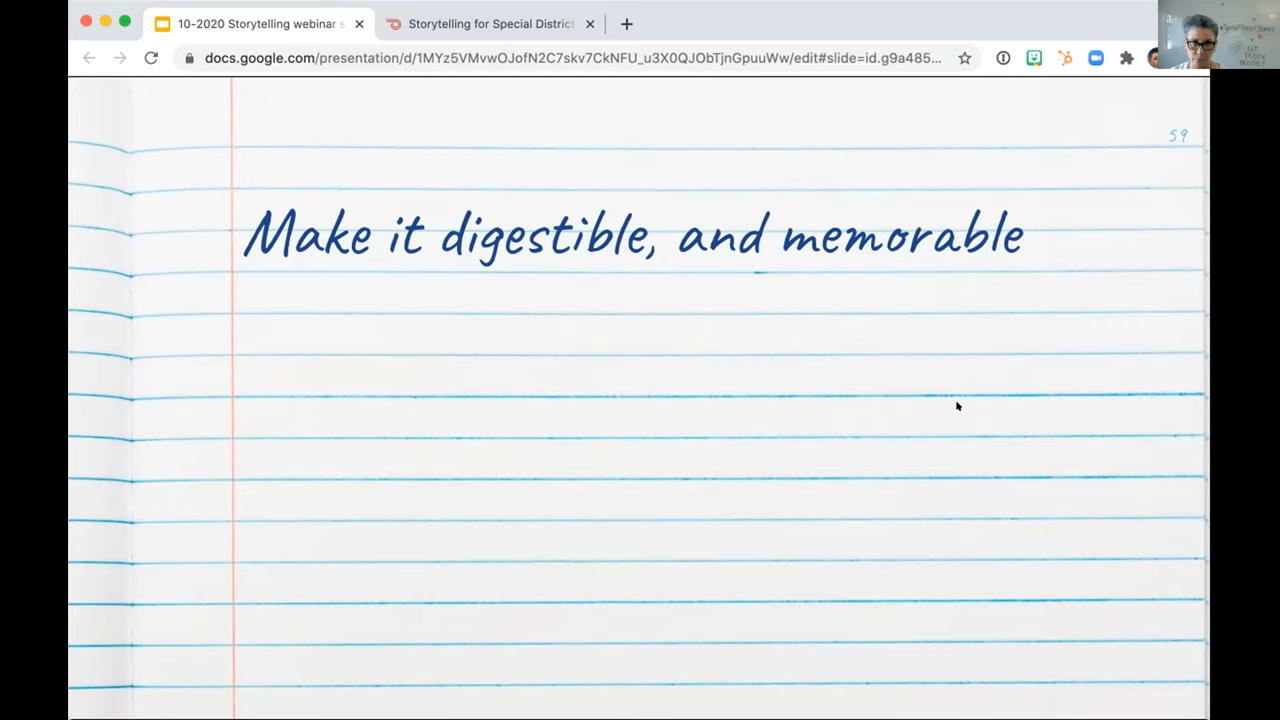 10-2020 Storytelling webinar s
Storytelling for Special District
docs.google.com/presentation/d/1MYz5VMvwOJofN2C7skv7CkNFU_u3X0QJObTjnGpuuWw/edit#slide=id.g9a485...
59
Make it digestible, and memorable